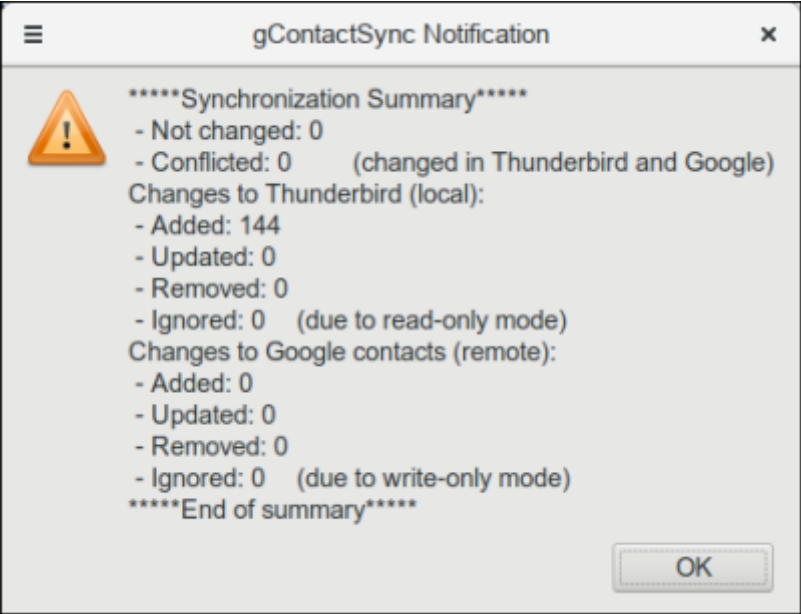 gContactSync Notification
*****Synchronization Summary*****
- Not changed: 0
- Conflicted: 0 (changed in Thunderbird and Google)
Changes to Thunderbird (local):
- Added: 144
- Updated: 0
- Removed: 0
- Ignored: 0 (due to read-only mode)
Changes to Google contacts (remote):
- Added: 0
- Updated: 0
- Removed: 0
- Ignored: 0 (due to write-only mode)
*****End of summary*****
OK